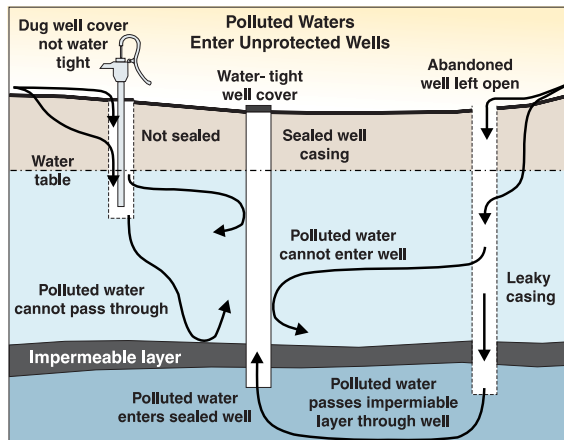 Polluted Waters
Enter Unprotected Wells
Dug well cover
not water
tight
Water- tight
well cover
Abandoned
well left open
Not sealed
Sealed well
casing
Water
table
Polluted water
cannot enter well
Leaky
casing
Polluted water
cannot pass through
Impermeable layer
Polluted water
enters sealed well
Polluted water
passes impermiable
layer through well